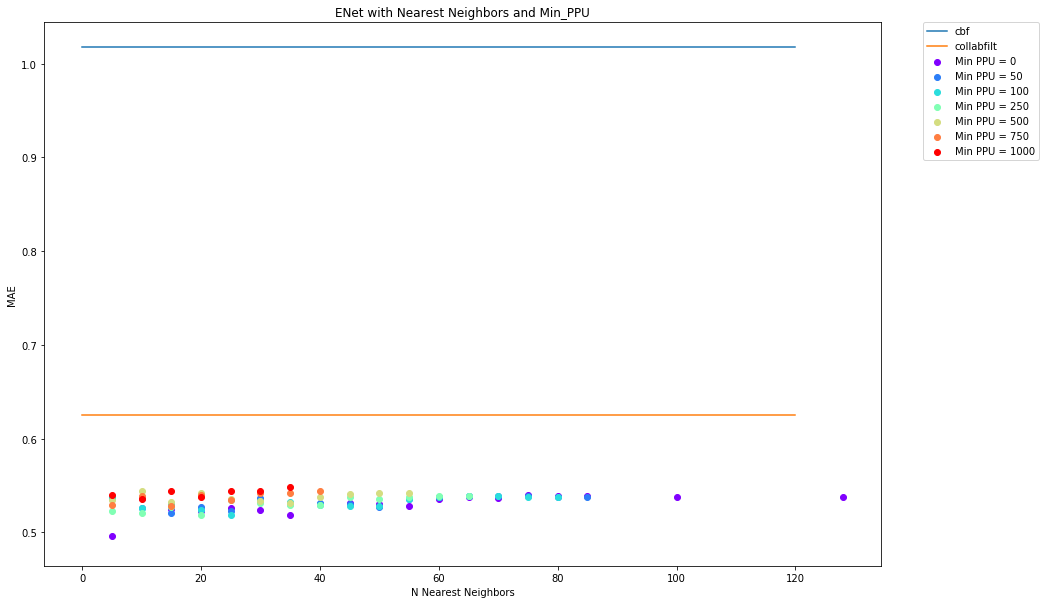 ENet with Nearest Neighbors and Min_PPU
cbf
collabfilt
Min PPU = 0
Min PPU = 50
Min PPU = 100
Min PPU = 250
Min PPU = 500
Min PPU = 750
Min PPU = 1000
MAE
1.0
0.9
0.8
0.7
0.6
0.5
0
20
40
60
80
100
120
N Nearest Neighbors